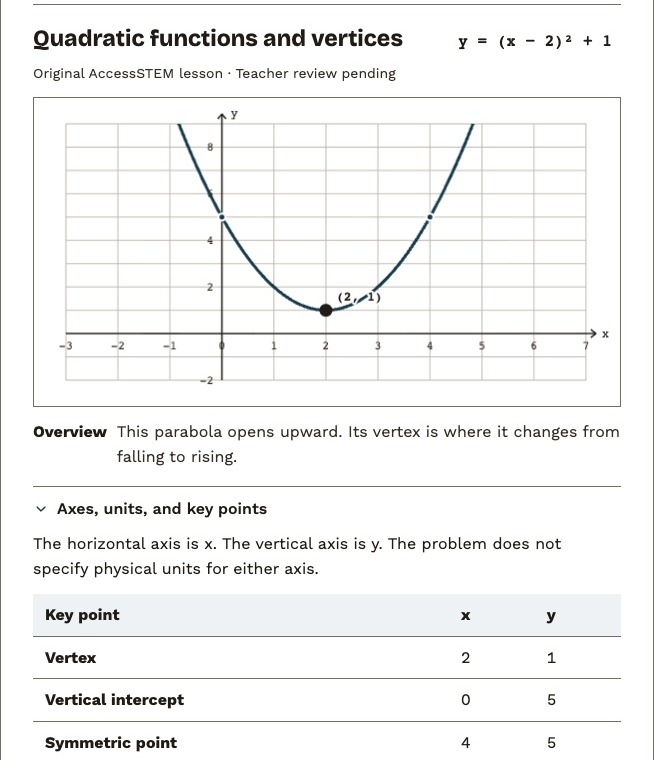 Quadratic functions and vertices
y = (x − 2)² + 1
Original AccessSTEM lesson · Teacher review pending
y
8
4
2
(2, 1)
x
−3 −2 −1 0 1 2 3 4 5 6 7
−2
Overview This parabola opens upward. Its vertex is where it changes from
falling to rising.
Axes, units, and key points
The horizontal axis is x. The vertical axis is y. The problem does not
specify physical units for either axis.
Key point x y
Vertex 2 1
Vertical intercept 0 5
Symmetric point 4 5